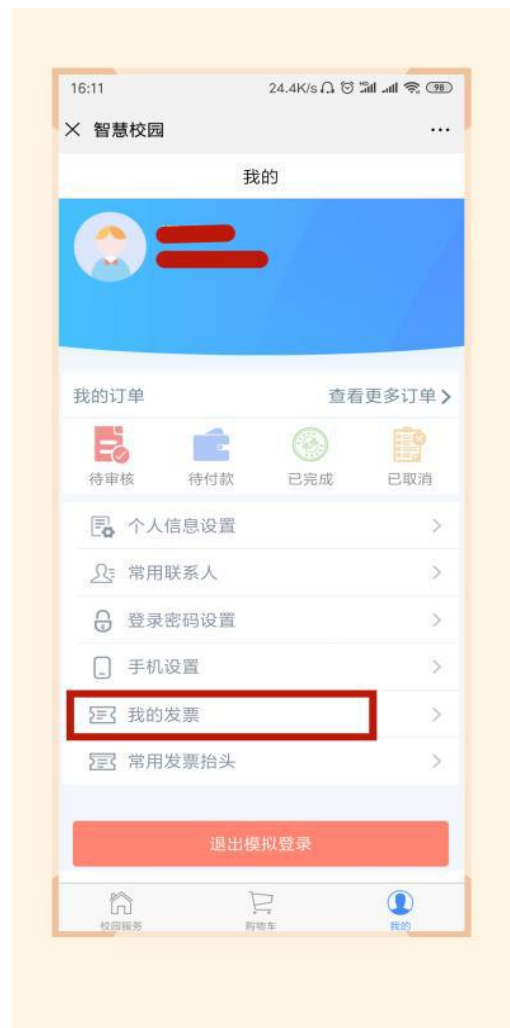 16:11 24.4K/s 98
智慧校园
我的
我的订单 查看更多订单
待审核 待付款 已完成 已取消
个人信息设置
常用联系人
登录密码设置
手机设置
我的发票
常用发票抬头
退出模拟登录
校园服务 购物车 我的